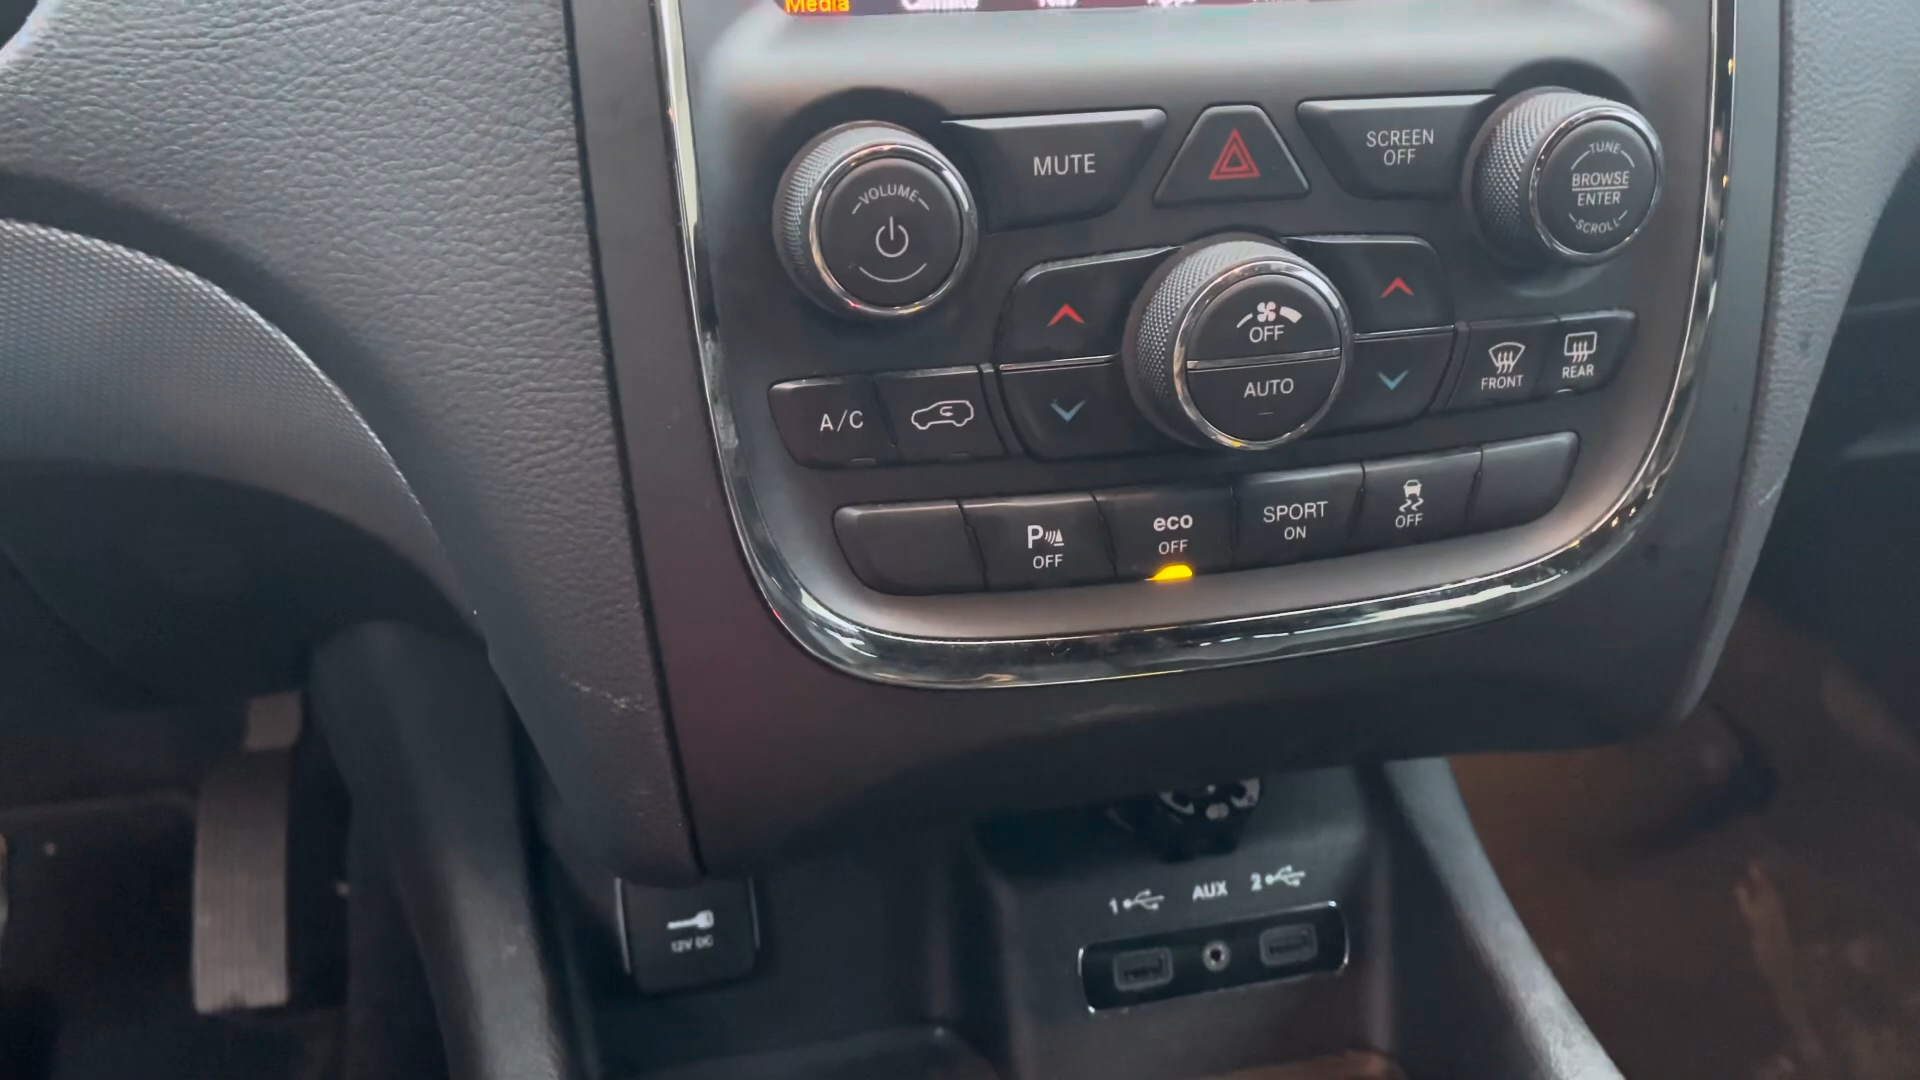 Media
MUTE
SCREEN
OFF
VOLUME
TUNE
BROWSE
ENTER
SCROLL
OFF
AUTO
FRONT
REAR
A/C
P
OFF
eco
OFF
SPORT
ON
OFF
1 AUX 2
12V DC